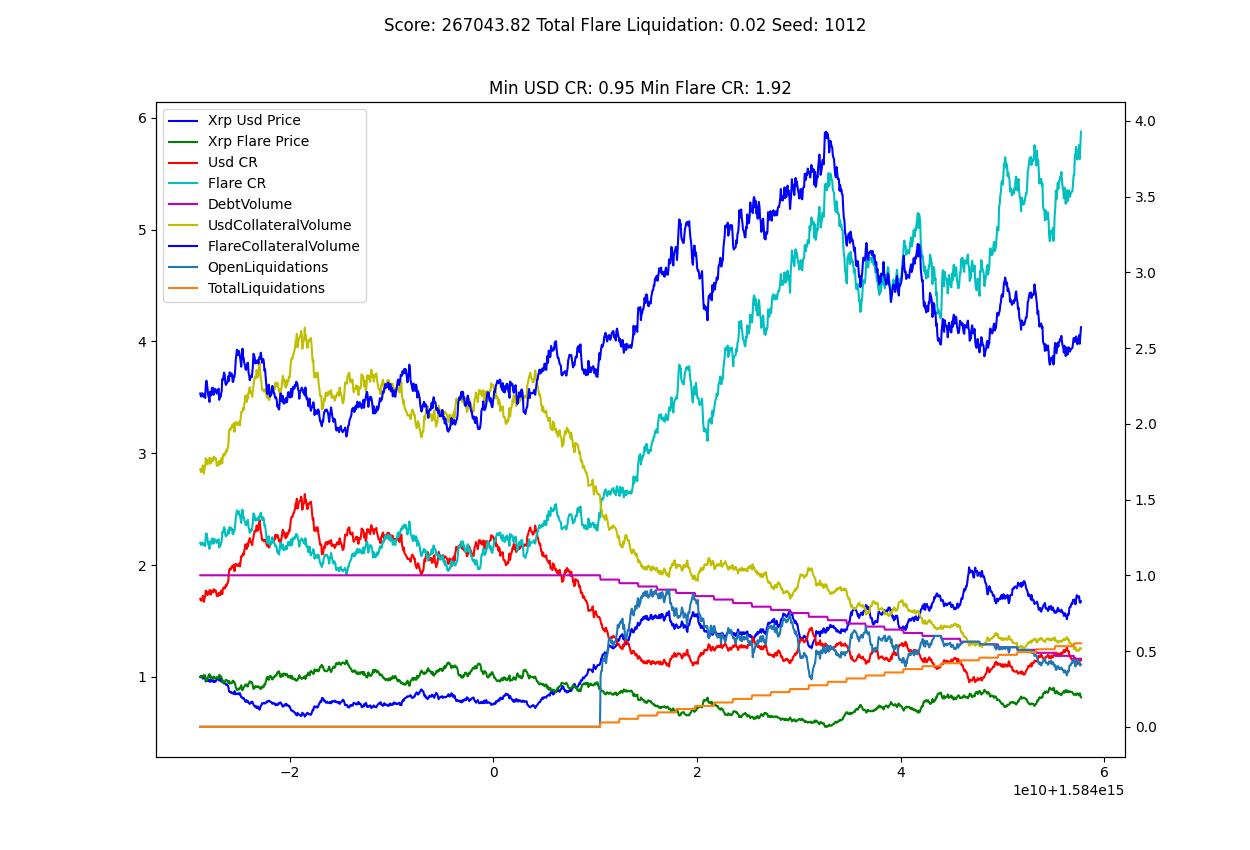 Score: 267043.82 Total Flare Liquidation: 0.02 Seed: 1012
Min USD CR: 0.95 Min Flare CR: 1.92
Xrp Usd Price
Xrp Flare Price
Usd CR
Flare CR
DebtVolume
UsdCollateralVolume
FlareCollateralVolume
OpenLiquidations
TotalLiquidations
6
5
4
3
2
1
4.0
3.5
3.0
2.5
2.0
1.5
1.0
0.5
0.0
−2 0 2 4 6
1e10+1.584e15